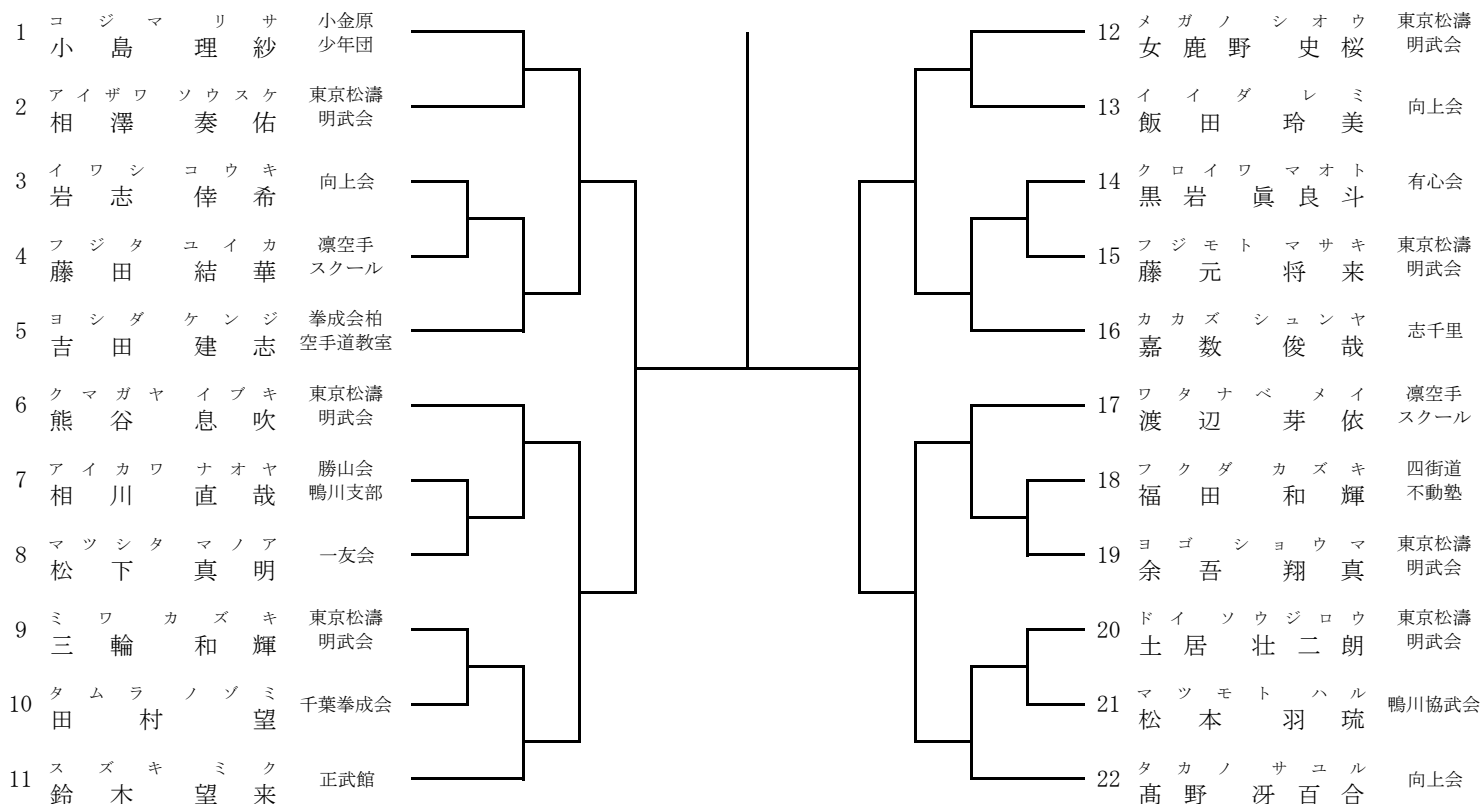 コジマ リサ 小金原
1 小島 理紗 少年団
アイザワ ソウスケ 東京松濤
2 相澤 奏佑 明武会
イワシ コウキ
3 岩志 倖希 向上会
フジタ ユイカ 凛空手
4 藤田 結華 スクール
ヨシダ ケンジ 拳成会柏
5 吉田 建志 空手道教室
クマガヤ イブキ 東京松濤
6 熊谷 息吹 明武会
アイカワ ナオヤ 勝山会
7 相川 直哉 鴨川支部
マツシタ マノア
8 松下 真明 一友会
ミワ カズキ 東京松濤
9 三輪 和輝 明武会
タムラ ノゾミ
10 田村 望 千葉拳成会
スズキ ミク
11 鈴木 望来 正武館
メガノ シオウ 東京松濤
12 女鹿野 史桜 明武会
イイダ レミ
13 飯田 玲美 向上会
クロイワ マオト
14 黒岩 眞良斗 有心会
フジモト マサキ 東京松濤
15 藤元 将来 明武会
カカズ シュンヤ
16 嘉数 俊哉 志千里
ワタナベ メイ 凛空手
17 渡辺 芽依 スクール
フクダ カズキ 四街道
18 福田 和輝 不動塾
ヨゴ ショウマ 東京松濤
19 余吾 翔真 明武会
ドイ ソウジロウ 東京松濤
20 土居 壮二朗 明武会
マツモト ハル
21 松本 羽琉 鴨川協武会
タカノ サユル
22 髙野 冴百合 向上会